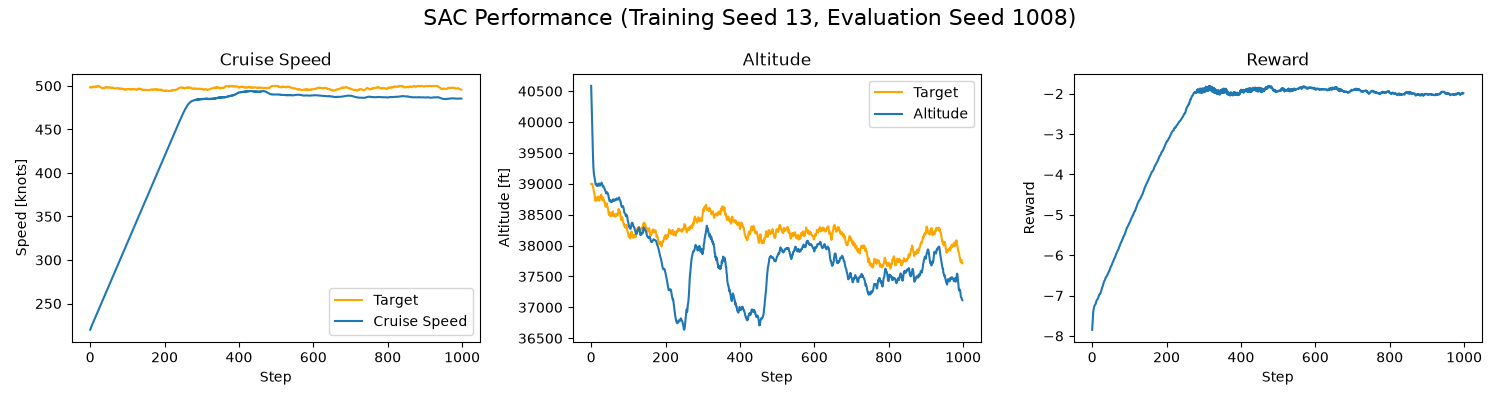 SAC Performance (Training Seed 13, Evaluation Seed 1008)
Cruise Speed
500
450
400
350
300
250
Speed [knots]
0 200 400 600 800 1000
Step
Target
Cruise Speed
Altitude
40500
40000
39500
39000
38500
38000
37500
37000
36500
Altitude [ft]
0 200 400 600 800 1000
Step
Target
Altitude
Reward
−2
−3
−4
−5
−6
−7
−8
Reward
0 200 400 600 800 1000
Step